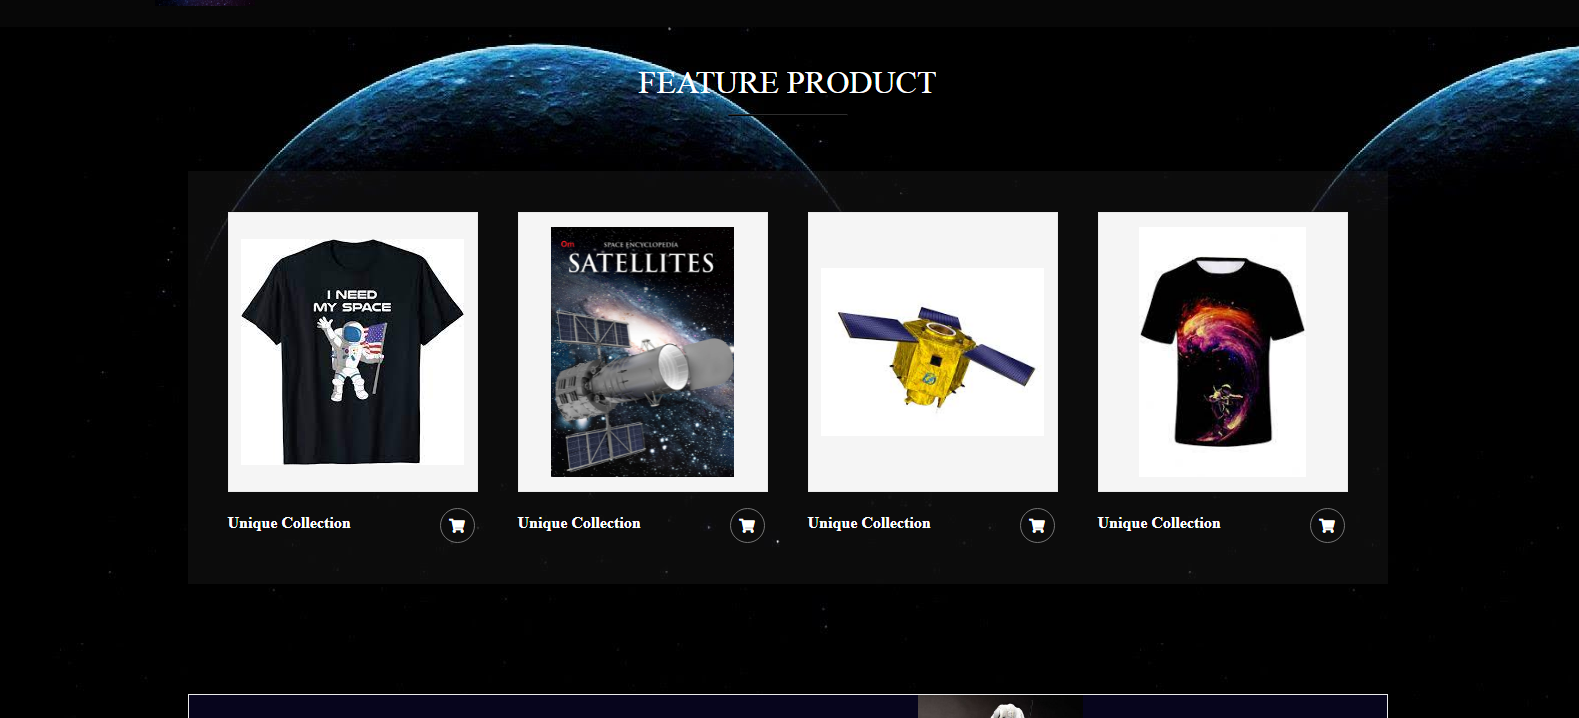 FEATURE PRODUCT
I NEED
MY SPACE
Om
SPACE ENCYCLOPEDIA
SATELLITES
Unique Collection
Unique Collection
Unique Collection
Unique Collection